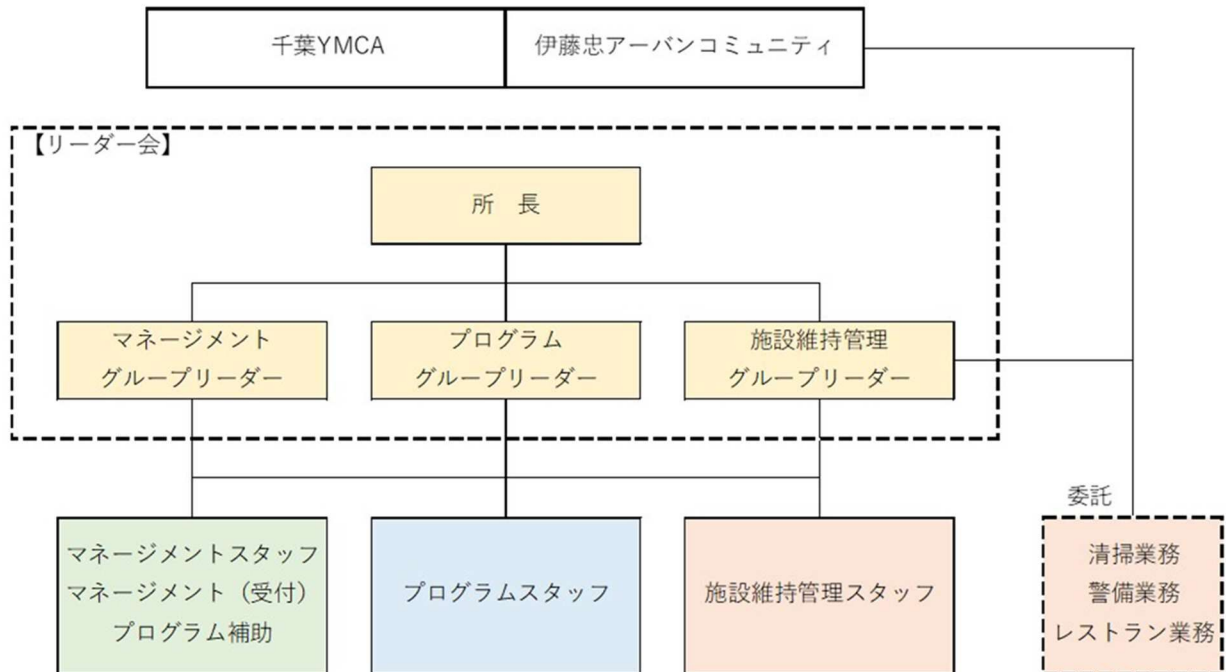 千葉YMCA
伊藤忠アーバンコミュニティ
【リーダー会】
所　長
マネージメント
グループリーダー
プログラム
グループリーダー
施設維持管理
グループリーダー
マネージメントスタッフ
マネージメント（受付）
プログラム補助
プログラムスタッフ
施設維持管理スタッフ
委託
清掃業務
警備業務
レストラン業務